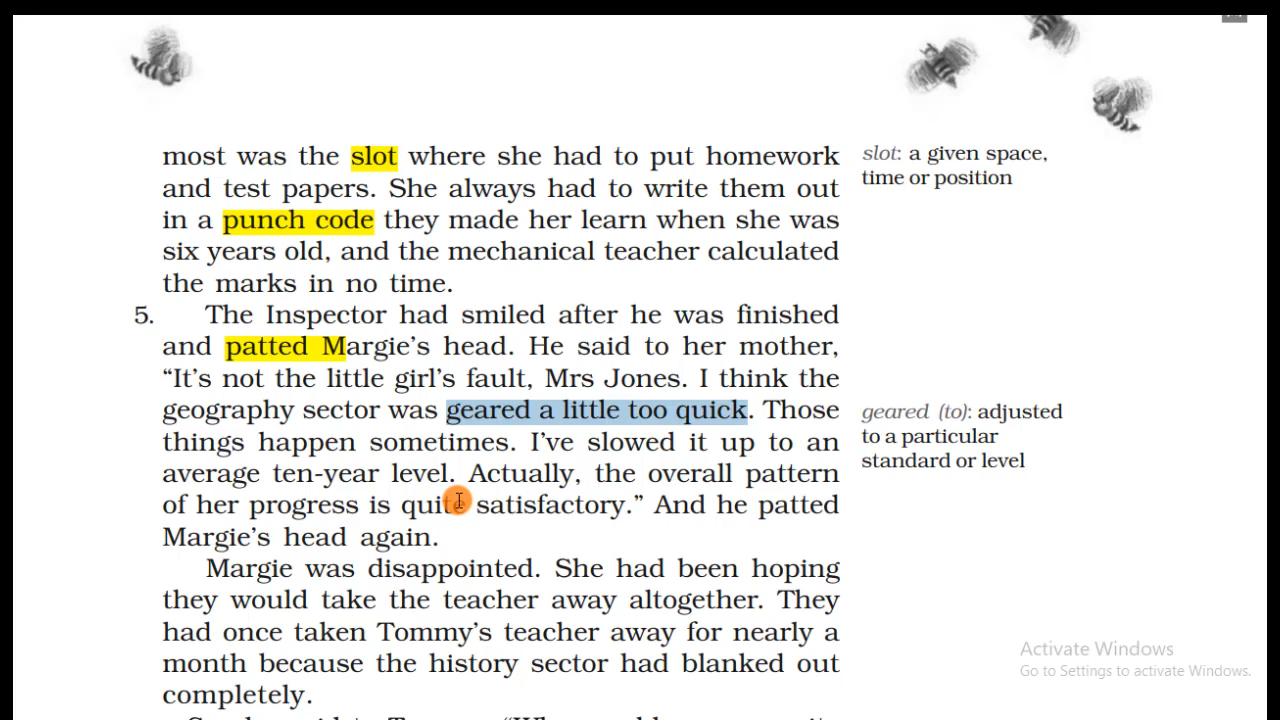 most was the slot where she had to put homework
and test papers. She always had to write them out
in a punch code they made her learn when she was
six years old, and the mechanical teacher calculated
the marks in no time.
slot: a given space,
time or position
5. The Inspector had smiled after he was finished
and patted Margie's head. He said to her mother,
“It's not the little girl's fault, Mrs Jones. I think the
geography sector was geared a little too quick. Those
things happen sometimes. I've slowed it up to an
average ten-year level. Actually, the overall pattern
of her progress is quite satisfactory.” And he patted
Margie's head again.
geared (to): adjusted
to a particular
standard or level
Margie was disappointed. She had been hoping
they would take the teacher away altogether. They
had once taken Tommy's teacher away for nearly a
month because the history sector had blanked out
completely.
Activate Windows
Go to Settings to activate Windows.